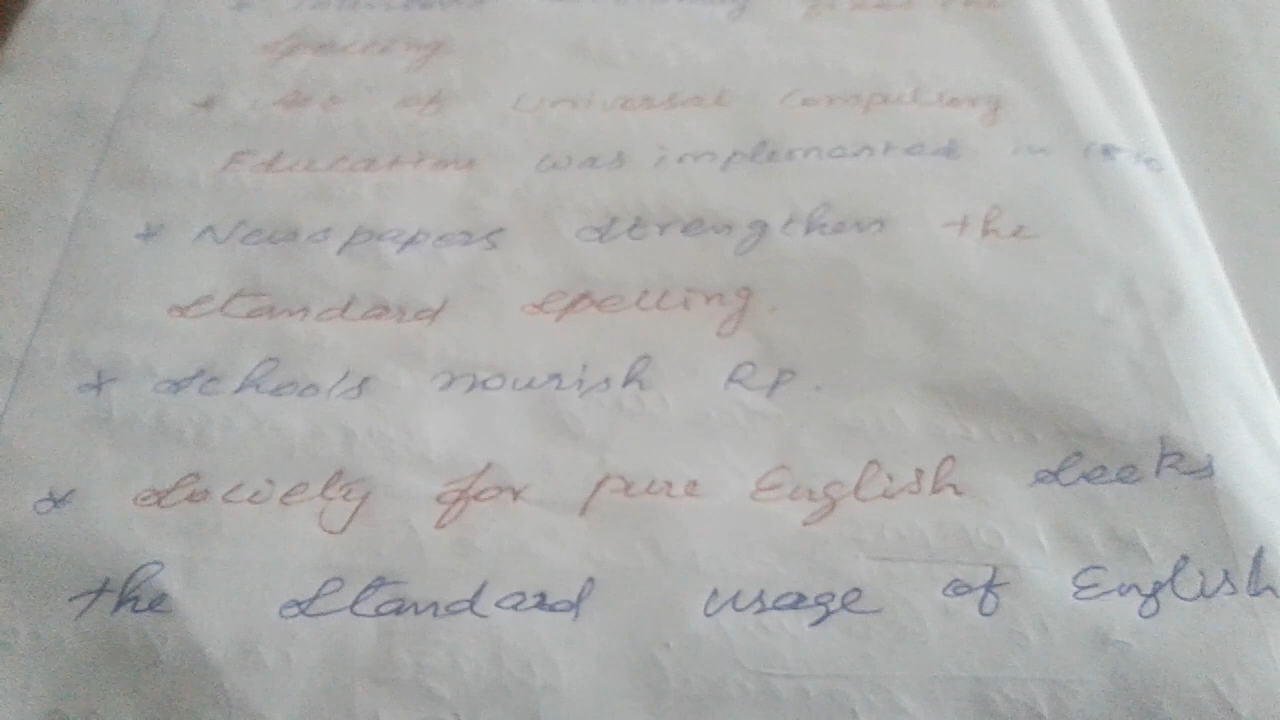 spelling
* Act of Universal Compulsory
Education was implemented in
* Newspapers strengthen the
standard spelling.
* Schools nourish RP.
* Society for pure English seeks
the standard usage of English